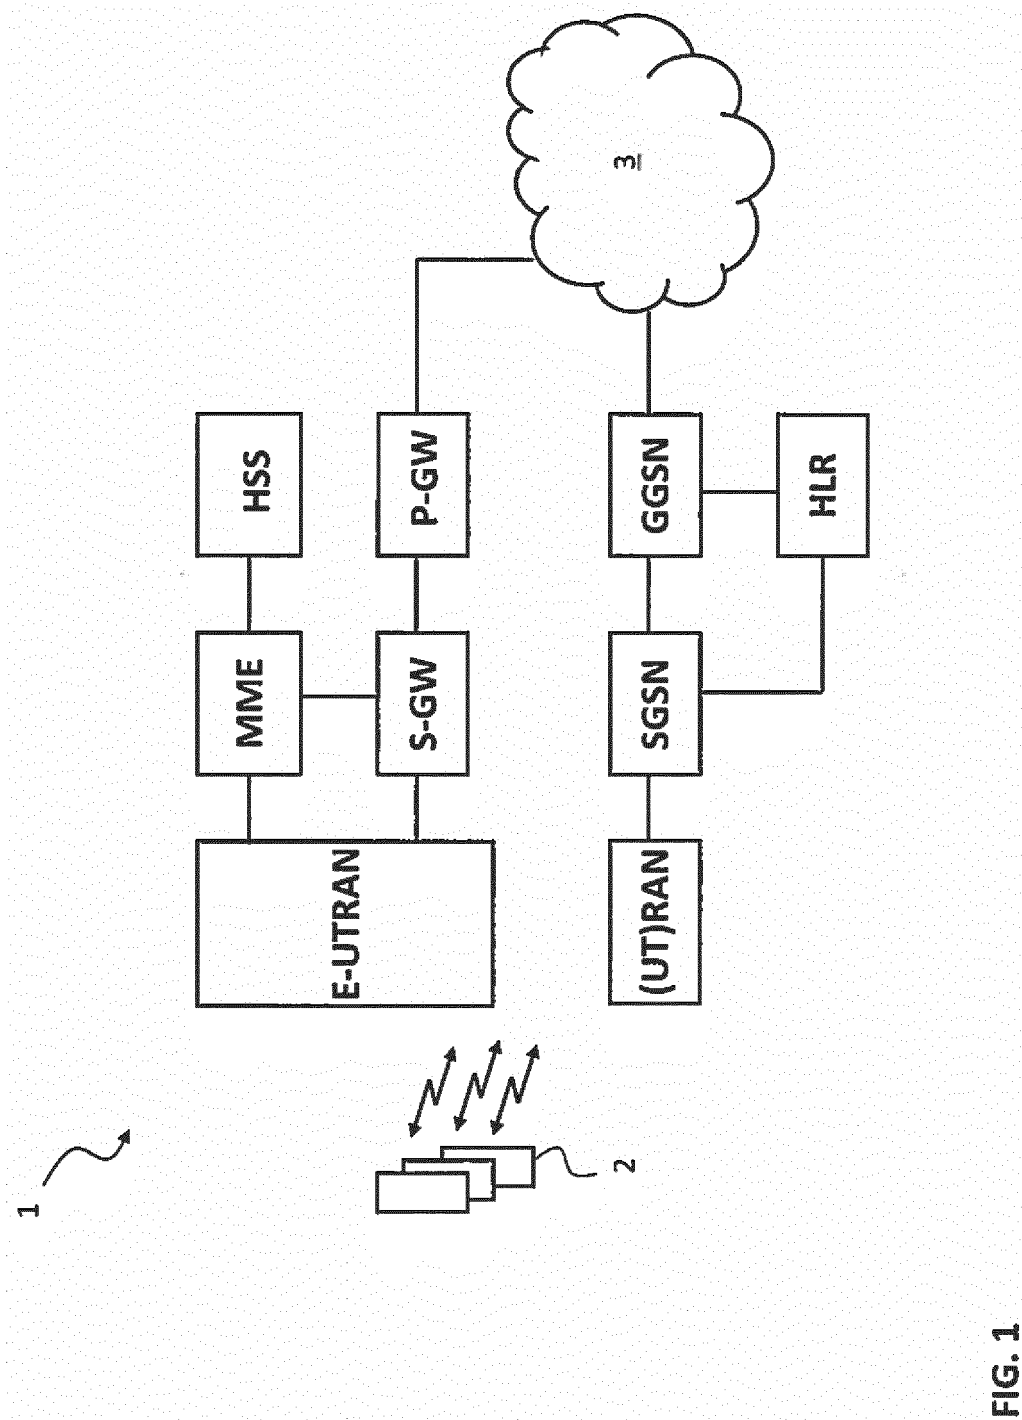 1
MME
HSS
E-UTRAN
S-GW
P-GW
2
3
(UT)RAN
SGSN
GGSN
HLR
FIG. 1